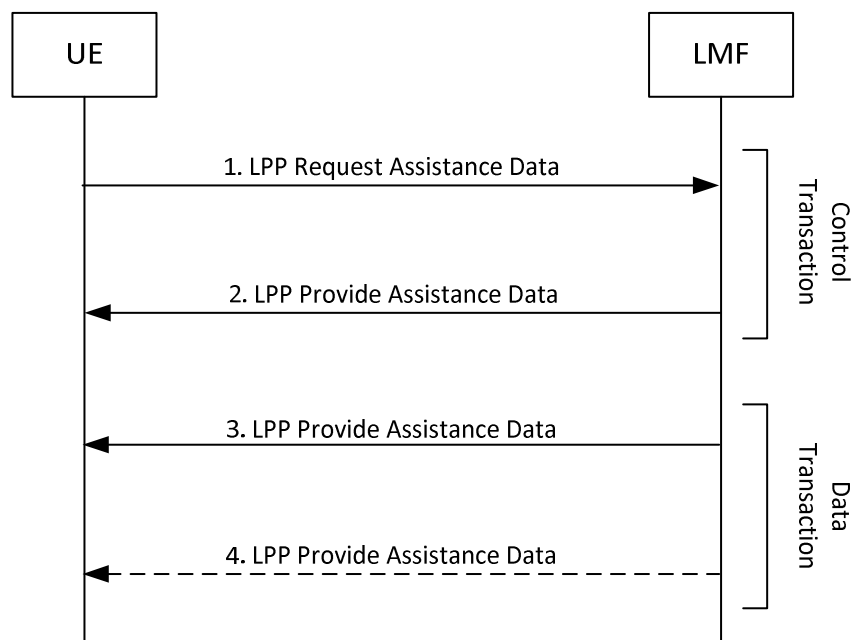 UE
LMF
1. LPP Request Assistance Data
2. LPP Provide Assistance Data
Control
Transaction
3. LPP Provide Assistance Data
4. LPP Provide Assistance Data
Data
Transaction